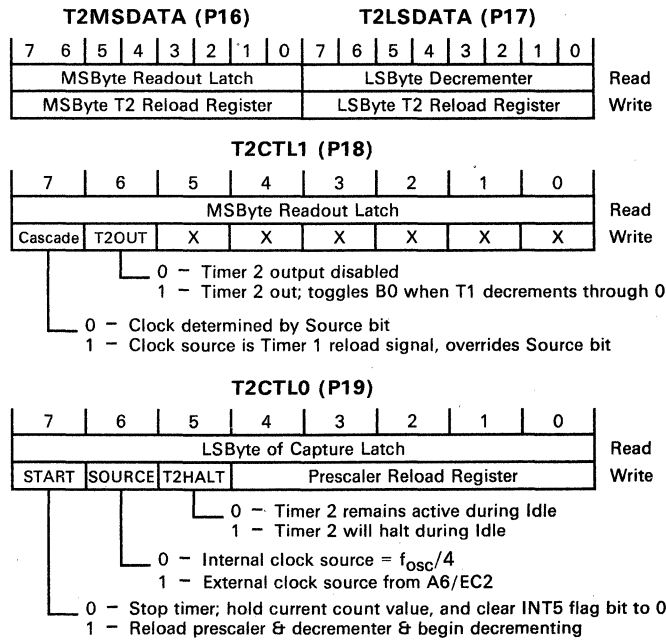 T2MSDATA (P16) T2LSDATA (P17)
7 6 5 4 3 2 1 0 7 6 5 4 3 2 1 0
MSByte Readout Latch LSByte Decrementer Read
MSByte T2 Reload Register LSByte T2 Reload Register Write
T2CTL1 (P18)
7 6 5 4 3 2 1 0
MSByte Readout Latch Read
Cascade T2OUT X X X X X X Write
0 – Timer 2 output disabled
1 – Timer 2 out; toggles B0 when T1 decrements through 0
0 – Clock determined by Source bit
1 – Clock source is Timer 1 reload signal, overrides Source bit
T2CTL0 (P19)
7 6 5 4 3 2 1 0
LSByte of Capture Latch Read
START SOURCE T2HALT Prescaler Reload Register Write
0 – Timer 2 remains active during Idle
1 – Timer 2 will halt during Idle
0 – Internal clock source = fosc/4
1 – External clock source from A6/EC2
0 – Stop timer; hold current count value, and clear INT5 flag bit to 0
1 – Reload prescaler & decrementer & begin decrementing